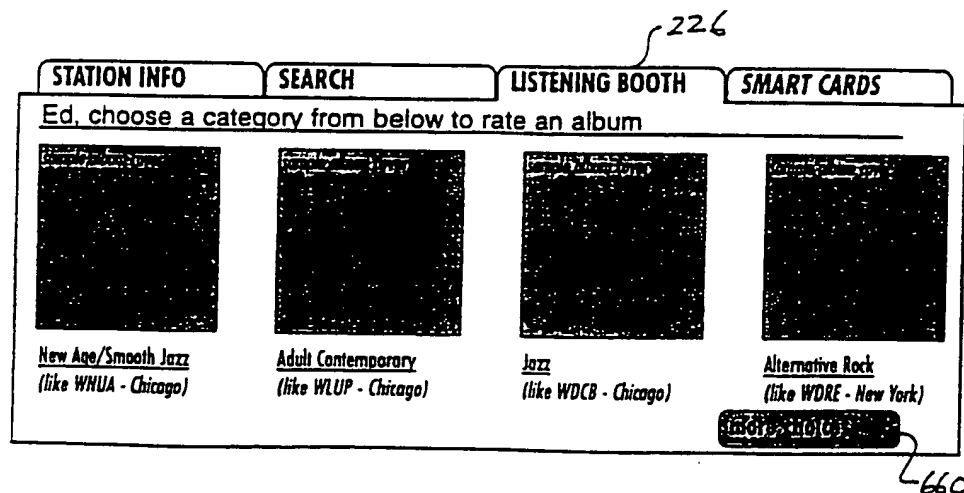 226
STATION INFO SEARCH LISTENING BOOTH SMART CARDS
Ed, choose a category from below to rate an album
New Age/Smooth Jazz Adult Contemporary Jazz Alternative Rock
(like WNUA - Chicago) (like WLUP - Chicago) (like WDCB - Chicago) (like WDRE - New York)
660